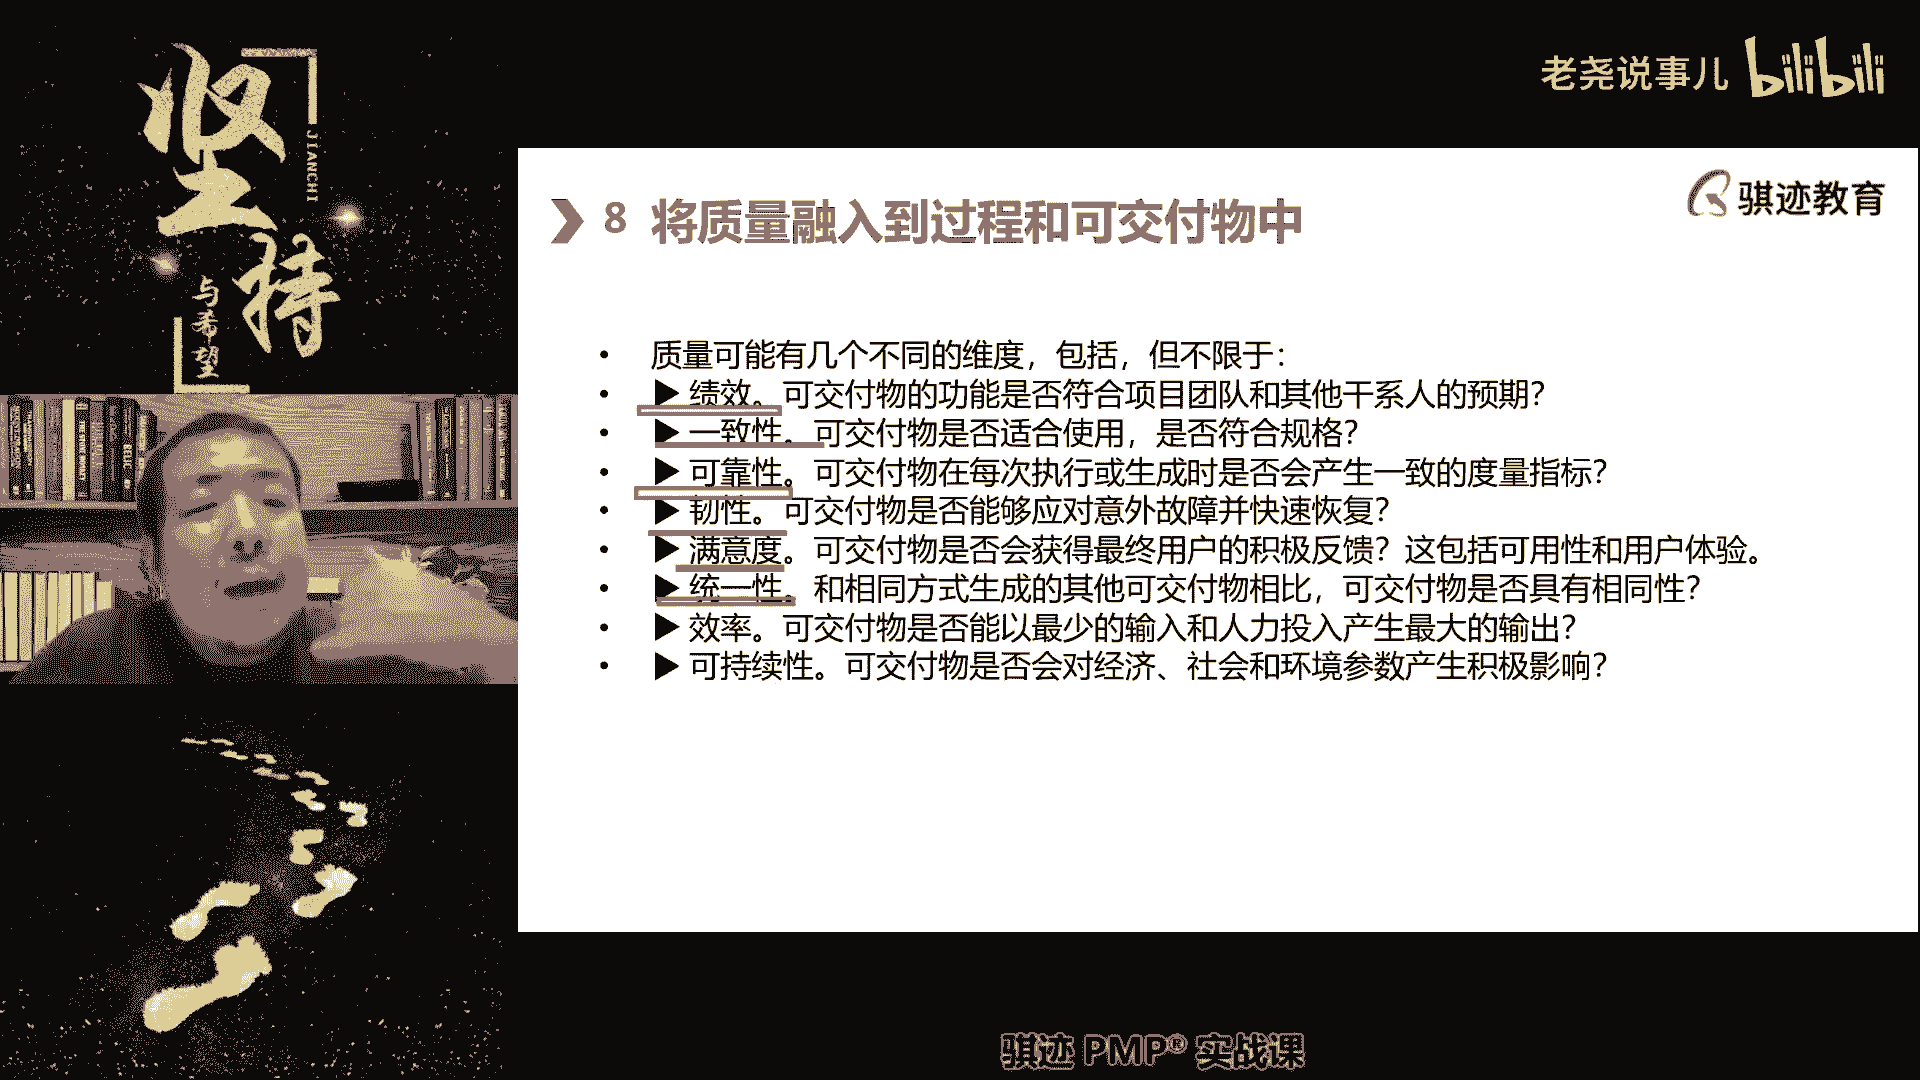 坚持
JIANCHI
与希望
老尧说事儿 bilibili
骐迹教育
8 将质量融入到过程和可交付物中
• 质量可能有几个不同的维度，包括，但不限于：
• ▶ 绩效。可交付物的功能是否符合项目团队和其他干系人的预期？
• ▶ 一致性。可交付物是否适合使用，是否符合规格？
• ▶ 可靠性。可交付物在每次执行或生成时是否会产生一致的度量指标？
• ▶ 韧性。可交付物是否能够应对意外故障并快速恢复？
• ▶ 满意度。可交付物是否会获得最终用户的积极反馈？这包括可用性和用户体验。
• ▶ 统一性。和相同方式生成的其他可交付物相比，可交付物是否具有相同性？
• ▶ 效率。可交付物是否能以最少的输入和人力投入产生最大的输出？
• ▶ 可持续性。可交付物是否会对经济、社会和环境参数产生积极影响？
骐迹 PMP® 实战课